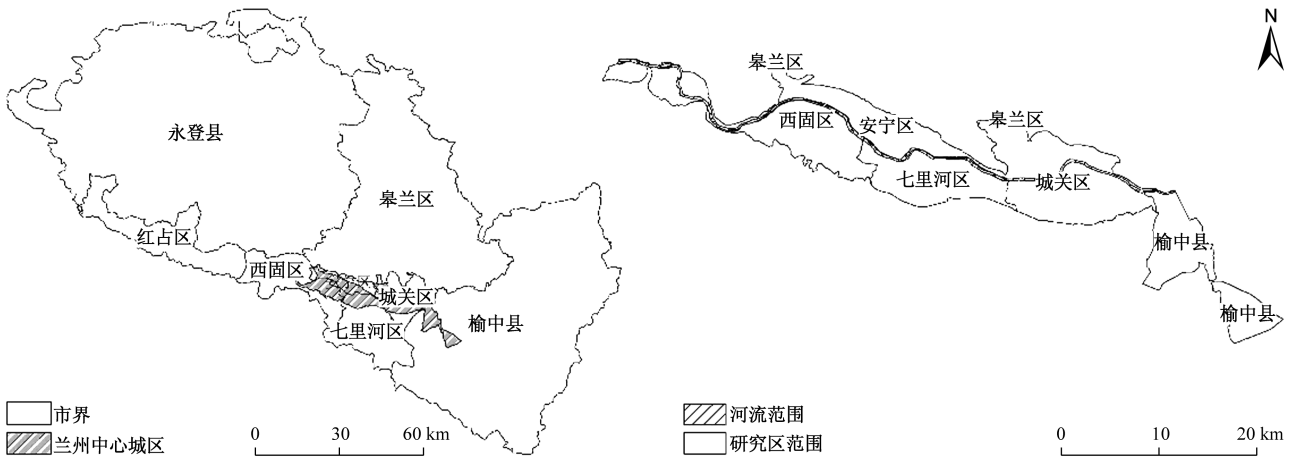 永登县
皋兰区
红占区
西固区
城关区
七里河区
榆中县
市界
兰州中心城区
0 30 60 km
N
皋兰区
西固区
安宁区
皋兰区
七里河区
城关区
榆中县
榆中县
河流范围
研究区范围
0 10 20 km